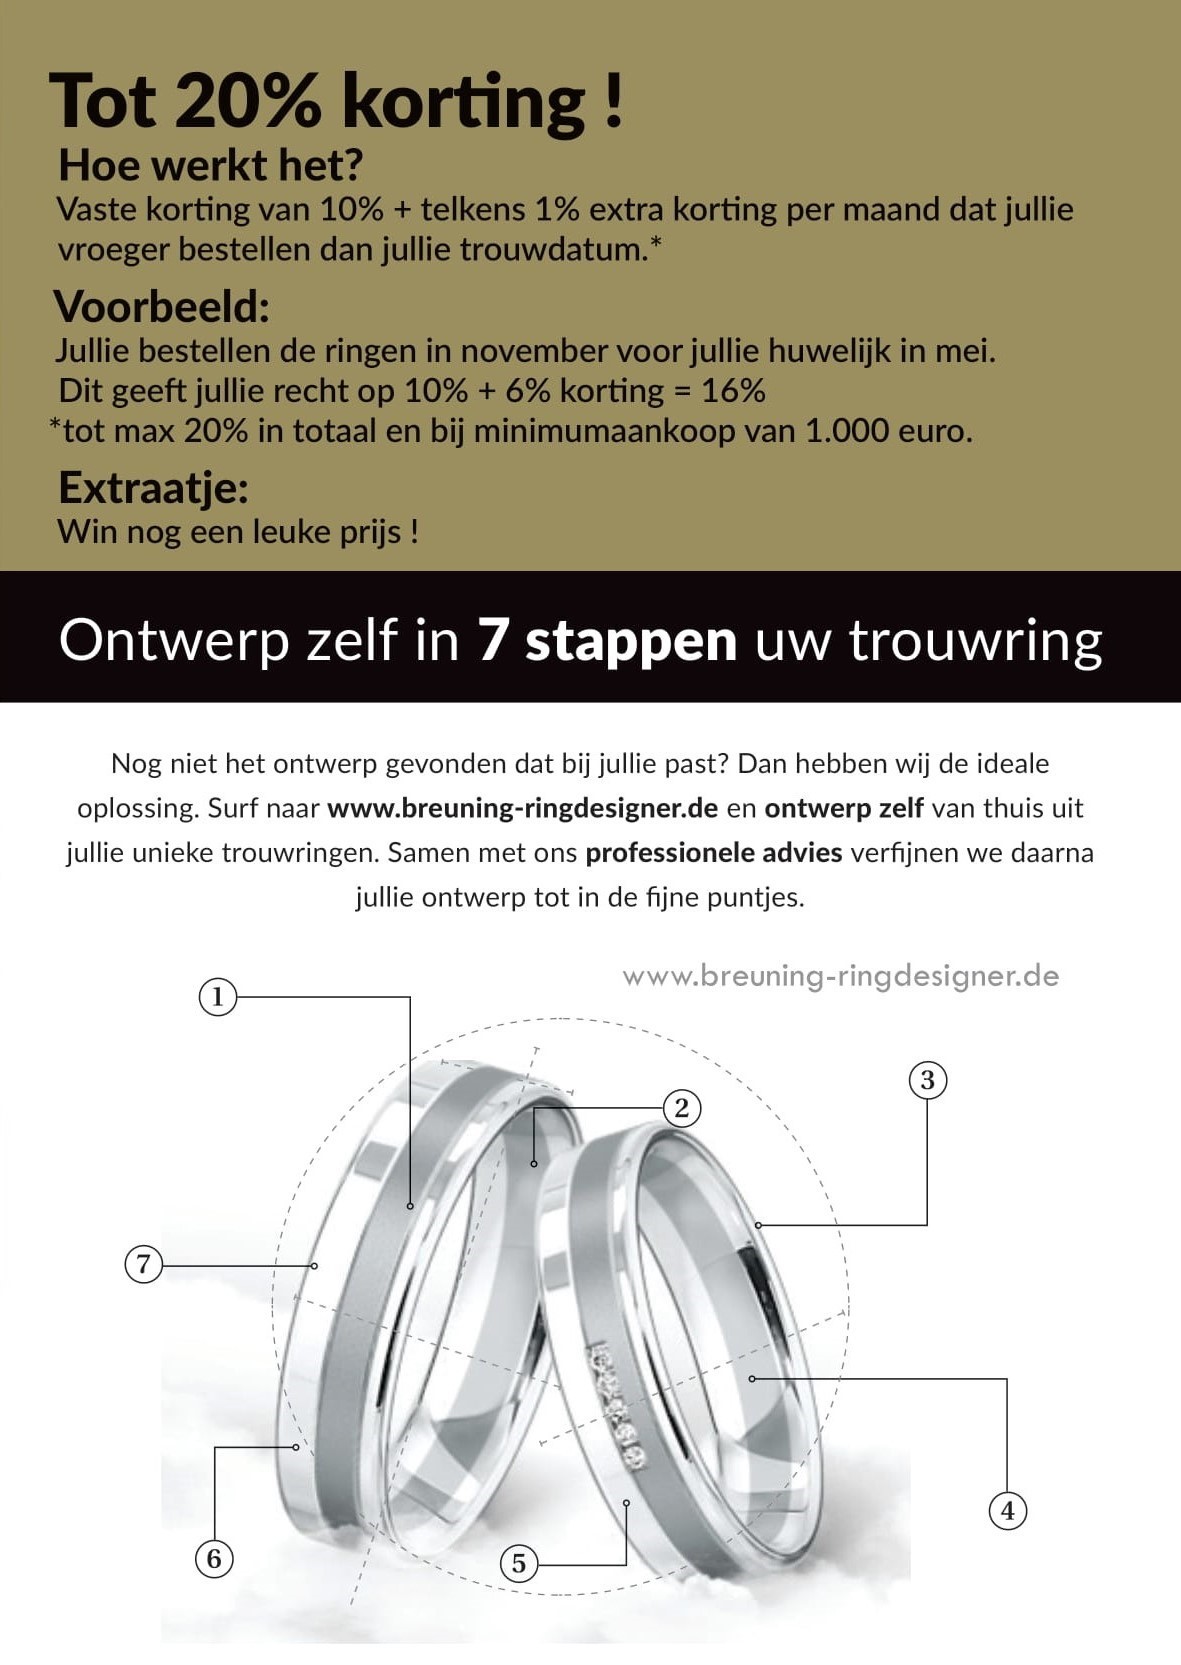 Tot 20% korting !
Hoe werkt het?
Vaste korting van 10% + telkens 1% extra korting per maand dat jullie
vroeger bestellen dan jullie trouwdatum.*
Voorbeeld:
Jullie bestellen de ringen in november voor jullie huwelijk in mei.
Dit geeft jullie recht op 10% + 6% korting = 16%
*tot max 20% in totaal en bij minimumaankoop van 1.000 euro.
Extraatje:
Win nog een leuke prijs !
Ontwerp zelf in 7 stappen uw trouwring
Nog niet het ontwerp gevonden dat bij jullie past? Dan hebben wij de ideale
oplossing. Surf naar www.breuning-ringdesigner.de en ontwerp zelf van thuis uit
jullie unieke trouwringen. Samen met ons professionele advies verfijnen we daarna
jullie ontwerp tot in de fijne puntjes.
www.breuning-ringdesigner.de
1
2
3
4
5
6
7